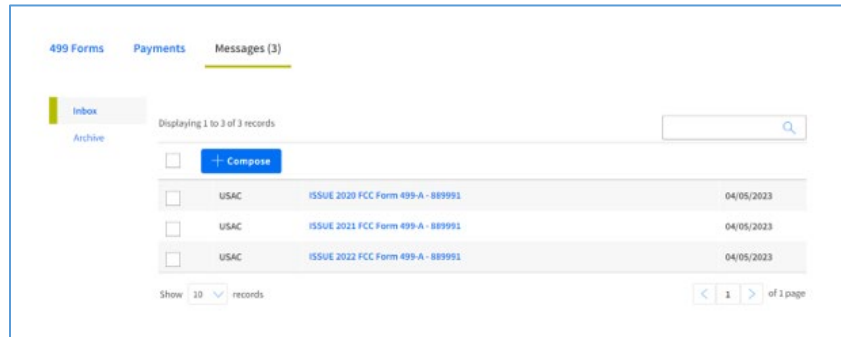 499 Forms Payments Messages (3)
Inbox
Archive
Displaying 1 to 3 of 3 records
+ Compose
USAC ISSUE 2020 FCC Form 499-A - 889991 04/05/2023
USAC ISSUE 2021 FCC Form 499-A - 889991 04/05/2023
USAC ISSUE 2022 FCC Form 499-A - 889991 04/05/2023
Show 10 records < 1 > of 1 page